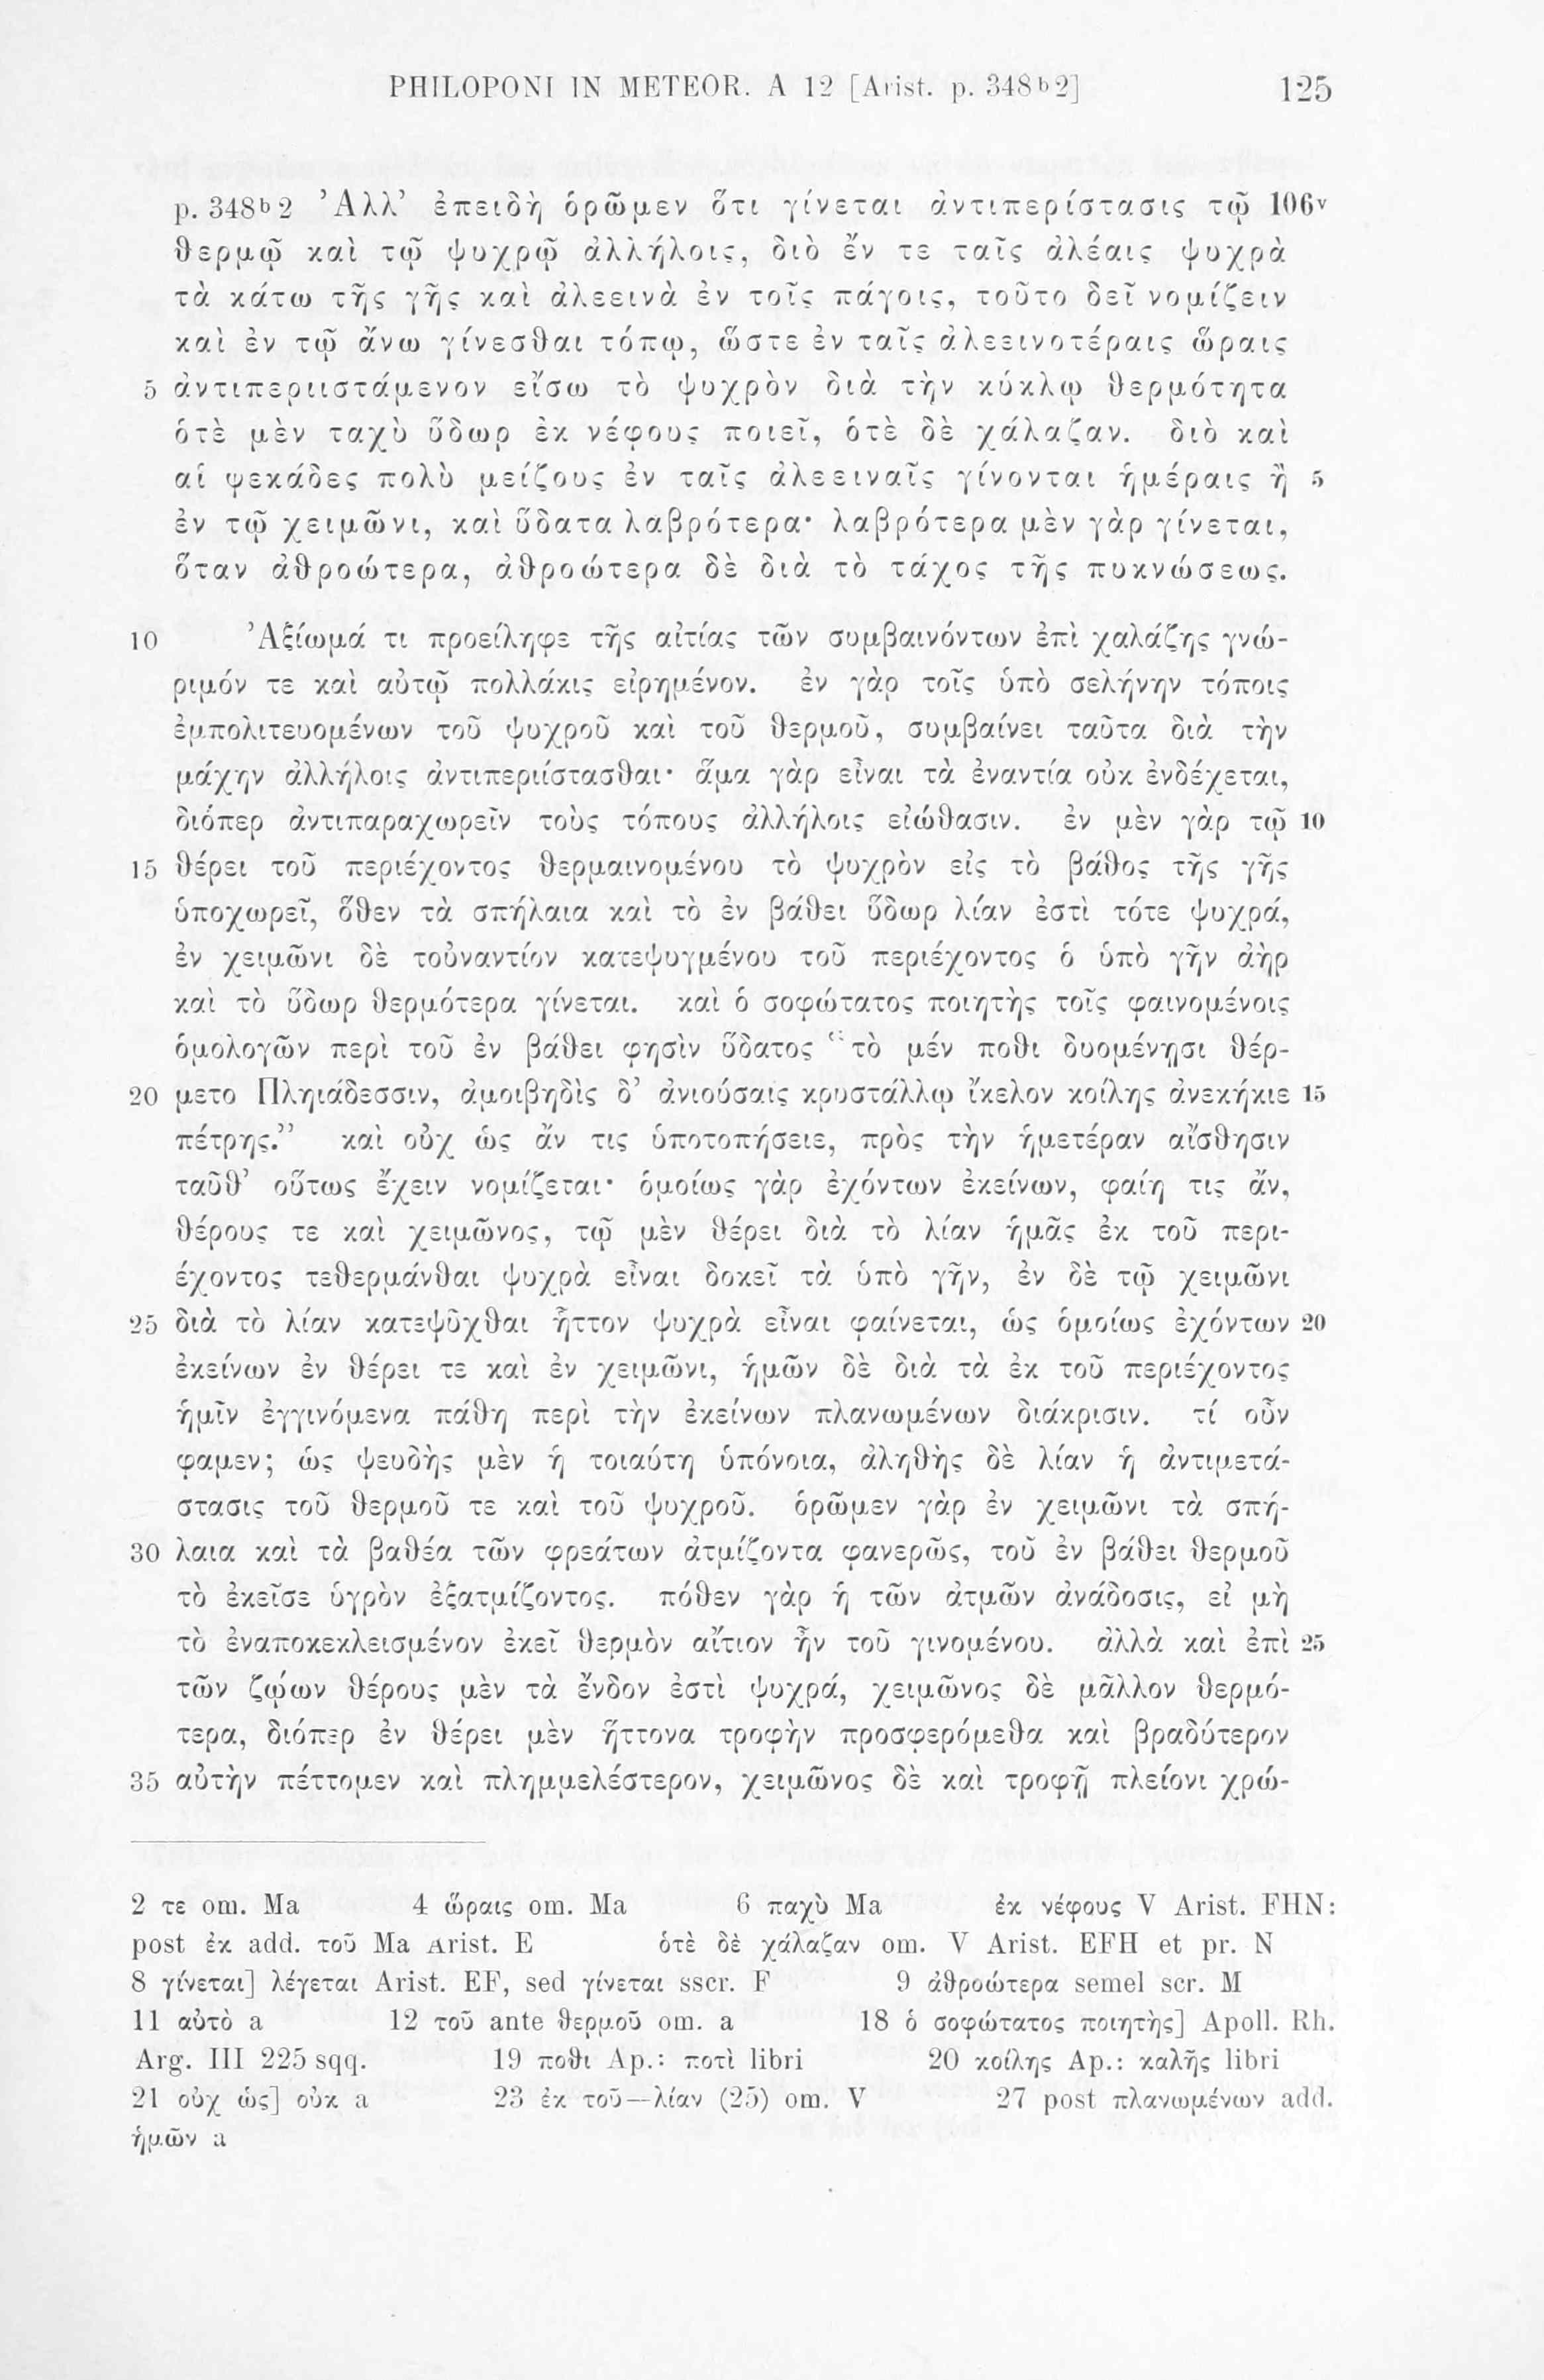 PHILOPONI IN METEOR. A 12 [Arist. p. 348b2] 125
p. 348b2 Ἀλλ’ ἐπειδὴ ὁρῶμεν ὅτι γίνεται ἀντιπερίστασις τῷ 106v
θερμῷ καὶ τῷ ψυχρῷ ἀλλήλοις, διὸ ἔν τε ταῖς ἀλέαις ψυχρὰ
τὰ κάτω τῆς γῆς καὶ ἀλεεινὰ ἐν τοῖς πάγοις, τοῦτο δεῖ νομίζειν
καὶ ἐν τῷ ἄνω γίνεσθαι τόπῳ, ὥστε ἐν ταῖς ἀλεεινοτέραις ὥραις
5 ἀντιπεριιστάμενον εἴσω τὸ ψυχρὸν διὰ τὴν κύκλῳ θερμότητα
ὁτὲ μὲν ταχὺ ὕδωρ ἐκ νέφους ποιεῖ, ὁτὲ δὲ χάλαζαν. διὸ καὶ
αἱ ψεκάδες πολὺ μείζους ἐν ταῖς ἀλεειναῖς γίνονται ἡμέραις ἢ 5
ἐν τῷ χειμῶνι, καὶ ὕδατα λαβρότερα· λαβρότερα μὲν γὰρ γίνεται,
ὅταν ἀθροώτερα, ἀθροώτερα δὲ διὰ τὸ τάχος τῆς πυκνώσεως.
10 Ἀξίωμά τι προείληφε τῆς αἰτίας τῶν συμβαινόντων ἐπὶ χαλάζης γνώ-
ριμόν τε καὶ αὐτῷ πολλάκις εἰρημένον. ἐν γὰρ τοῖς ὑπὸ σελήνην τόποις
ἐμπολιτευομένων τοῦ ψυχροῦ καὶ τοῦ θερμοῦ, συμβαίνει ταῦτα διὰ τὴν
μάχην ἀλλήλοις ἀντιπεριίστασθαι· ἅμα γὰρ εἶναι τὰ ἐναντία οὐκ ἐνδέχεται,
διόπερ ἀντιπαραχωρεῖν τοὺς τόπους ἀλλήλοις εἰώθασιν. ἐν μὲν γὰρ τῷ 10
15 θέρει τοῦ περιέχοντος θερμαινομένου τὸ ψυχρὸν εἰς τὸ βάθος τῆς γῆς
ὑποχωρεῖ, ὅθεν τὰ σπήλαια καὶ τὸ ἐν βάθει ὕδωρ λίαν ἐστὶ τότε ψυχρά,
ἐν χειμῶνι δὲ τοὐναντίον κατεψυγμένου τοῦ περιέχοντος ὁ ὑπὸ γῆν ἀὴρ
καὶ τὸ ὕδωρ θερμότερα γίνεται. καὶ ὁ σοφώτατος ποιητὴς τοῖς φαινομένοις
ὁμολογῶν περὶ τοῦ ἐν βάθει φησὶν ὕδατος “τὸ μέν ποθι δυομένῃσι θέρ-
20 μετο Πληιάδεσσιν, ἀμοιβηδὶς δ’ ἀνιούσαις κρυστάλλῳ ἴκελον κοίλης ἀνεκήκιε 15
πέτρης.” καὶ οὐχ ὡς ἄν τις ὑποτοπήσειε, πρὸς τὴν ἡμετέραν αἴσθησιν
ταῦθ’ οὕτως ἔχειν νομίζεται· ὁμοίως γὰρ ἐχόντων ἐκείνων, φαίη τις ἄν,
θέρους τε καὶ χειμῶνος, τῷ μὲν θέρει διὰ τὸ λίαν ἡμᾶς ἐκ τοῦ περι-
έχοντος τεθερμάνθαι ψυχρὰ εἶναι δοκεῖ τὰ ὑπὸ γῆν, ἐν δὲ τῷ χειμῶνι
25 διὰ τὸ λίαν κατεψῦχθαι ἧττον ψυχρὰ εἶναι φαίνεται, ὡς ὁμοίως ἐχόντων 20
ἐκείνων ἐν θέρει τε καὶ ἐν χειμῶνι, ἡμῶν δὲ διὰ τὰ ἐκ τοῦ περιέχοντος
ἡμῖν ἐγγινόμενα πάθη περὶ τὴν ἐκείνων πλανωμένων διάκρισιν. τί οὖν
φαμεν; ὡς ψευδὴς μὲν ἡ τοιαύτη ὑπόνοια, ἀληθὴς δὲ λίαν ἡ ἀντιμετά-
στασις τοῦ θερμοῦ τε καὶ τοῦ ψυχροῦ. ὁρῶμεν γὰρ ἐν χειμῶνι τὰ σπή-
30 λαια καὶ τὰ βαθέα τῶν φρεάτων ἀτμίζοντα φανερῶς, τοῦ ἐν βάθει θερμοῦ
τὸ ἐκεῖσε ὑγρὸν ἐξατμίζοντος. πόθεν γὰρ ἡ τῶν ἀτμῶν ἀνάδοσις, εἰ μὴ
τὸ ἐναποκεκλεισμένον ἐκεῖ θερμὸν αἴτιον ἦν τοῦ γινομένου. ἀλλὰ καὶ ἐπὶ 25
τῶν ζῴων θέρους μὲν τὰ ἔνδον ἐστὶ ψυχρά, χειμῶνος δὲ μᾶλλον θερμό-
τερα, διόπερ ἐν θέρει μὲν ἥττονα τροφὴν προσφερόμεθα καὶ βραδύτερον
35 αὐτὴν πέττομεν καὶ πλημμελέστερον, χειμῶνος δὲ καὶ τροφῇ πλείονι χρώ-
2 τε om. Ma 4 ὥραις om. Ma 6 παχὺ Ma ἐκ νέφους V Arist. FHN:
post ἐκ add. τοῦ Ma Arist. E ὁτὲ δὲ χάλαζαν om. V Arist. EFH et pr. N
8 γίνεται] λέγεται Arist. EF, sed γίνεται sscr. F 9 ἀθροώτερα semel scr. M
11 αὐτὸ a 12 τοῦ ante θερμοῦ om. a 18 ὁ σοφώτατος ποιητὴς] Apoll. Rh.
Arg. III 225 sqq. 19 ποθι Ap.: ποτὶ libri 20 κοίλης Ap.: καλῆς libri
21 οὐχ ὡς] οὐκ a 23 ἐκ τοῦ—λίαν (25) om. V 27 post πλανωμένων add.
ἡμῶν a